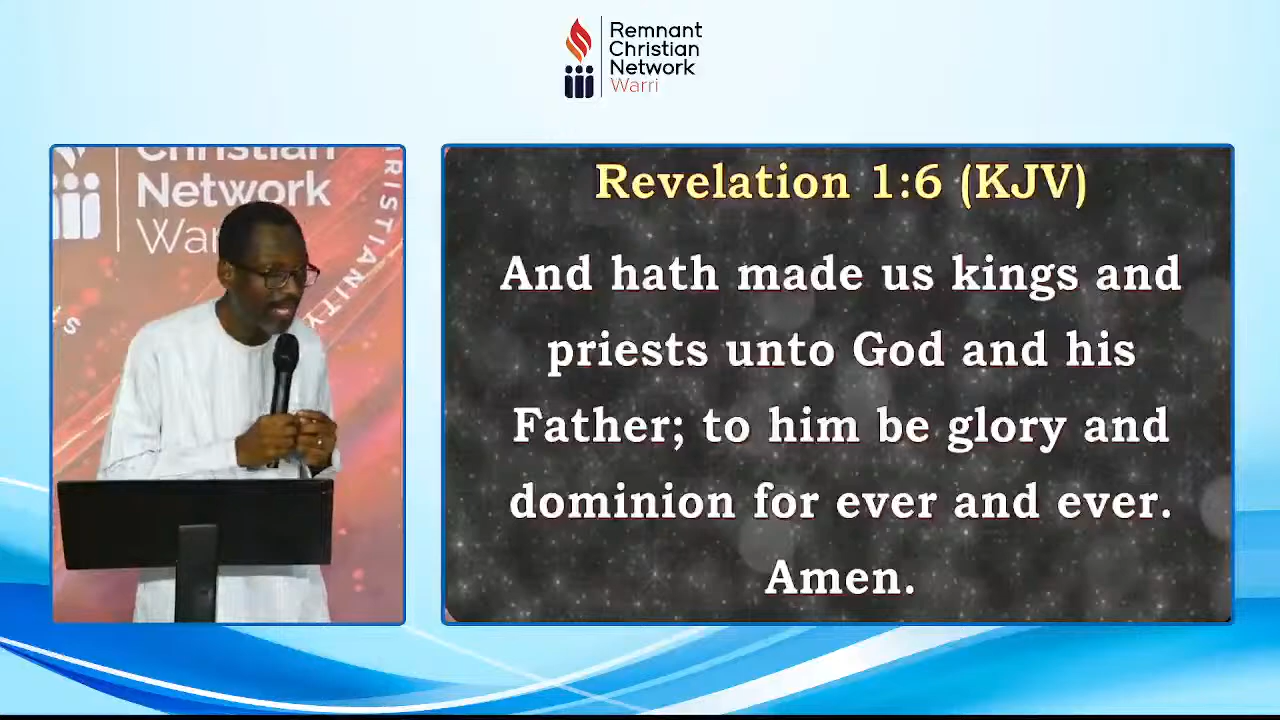 Remnant
Christian
Network
Warri
Christian
Network
RISTIANITY
Revelation 1:6 (KJV)
And hath made us kings and
priests unto God and his
Father; to him be glory and
dominion for ever and ever.
Amen.